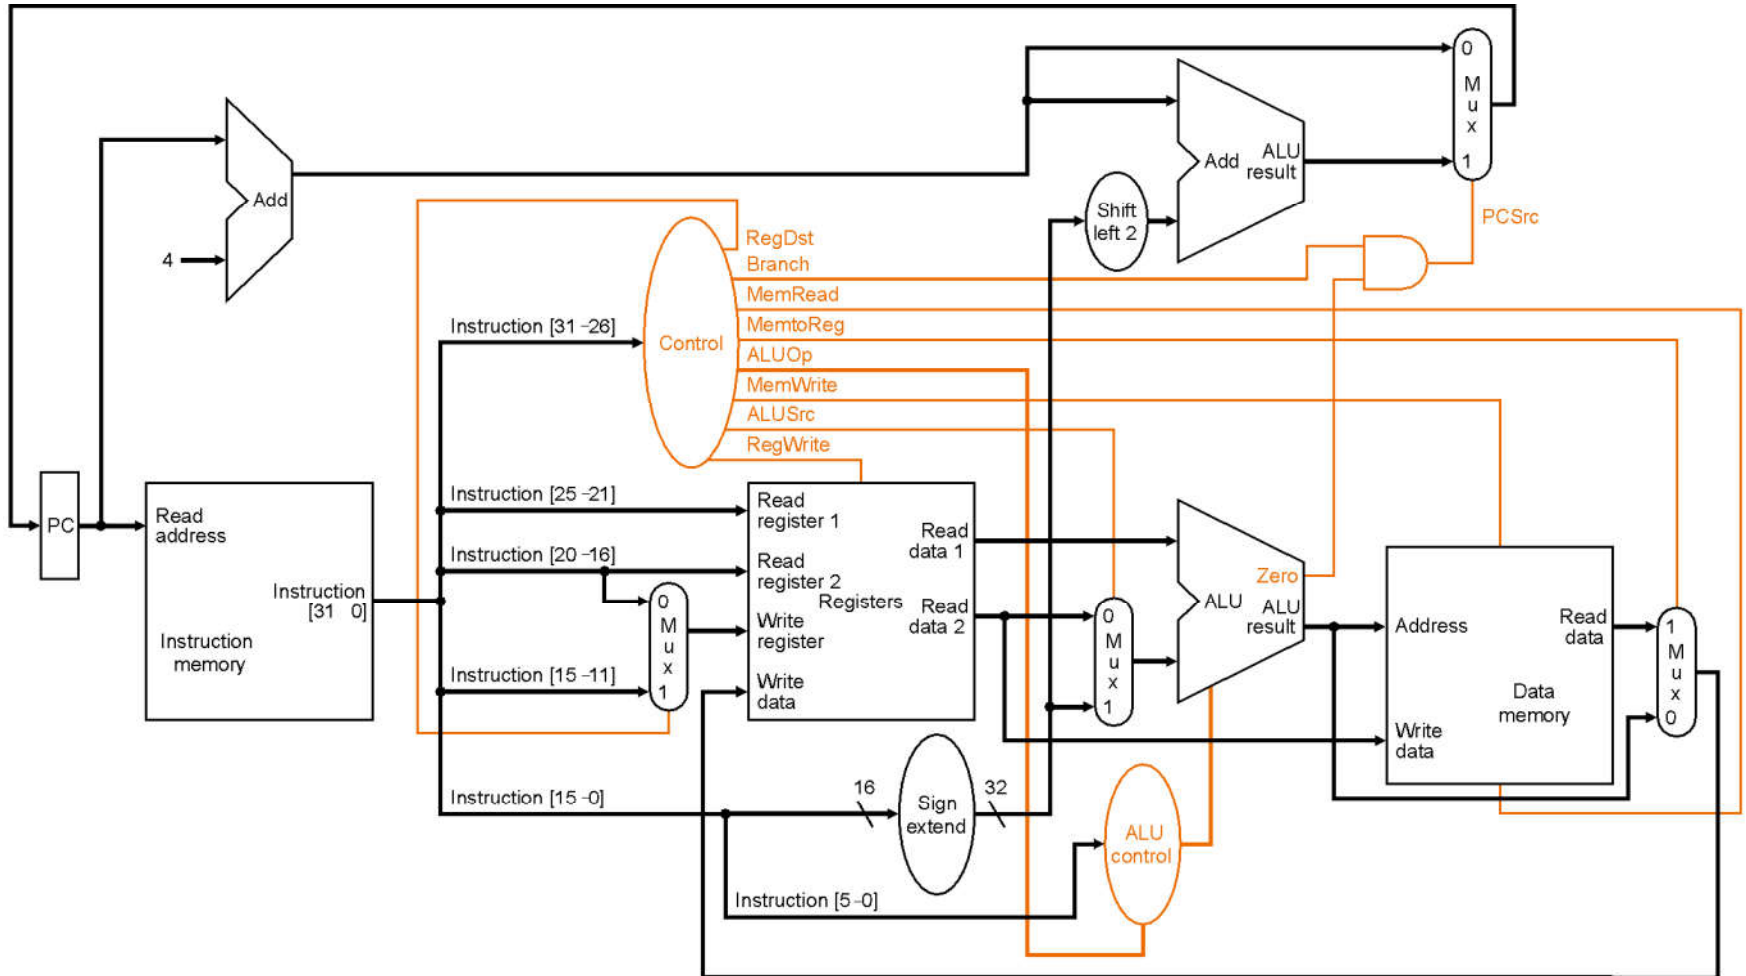 0
M
u
x
1
Add
ALU
result
Add
4
Shift
left 2
PCSrc
RegDst
Branch
MemRead
MemtoReg
ALUOp
MemWrite
ALUSrc
RegWrite
Control
Instruction [31–26]
Instruction [25–21]
Instruction [20–16]
Instruction [15–11]
Instruction [15–0]
Instruction [5–0]
PC
Read
address
Instruction
[31 0]
Instruction
memory
0
M
u
x
1
Read
register 1
Read
register 2
Write
register
Write
data
Registers
Read
data 1
Read
data 2
0
M
u
x
1
Zero
ALU
ALU
result
Address
Write
data
Read
data
Data
memory
1
M
u
x
0
16
Sign
extend
32
ALU
control